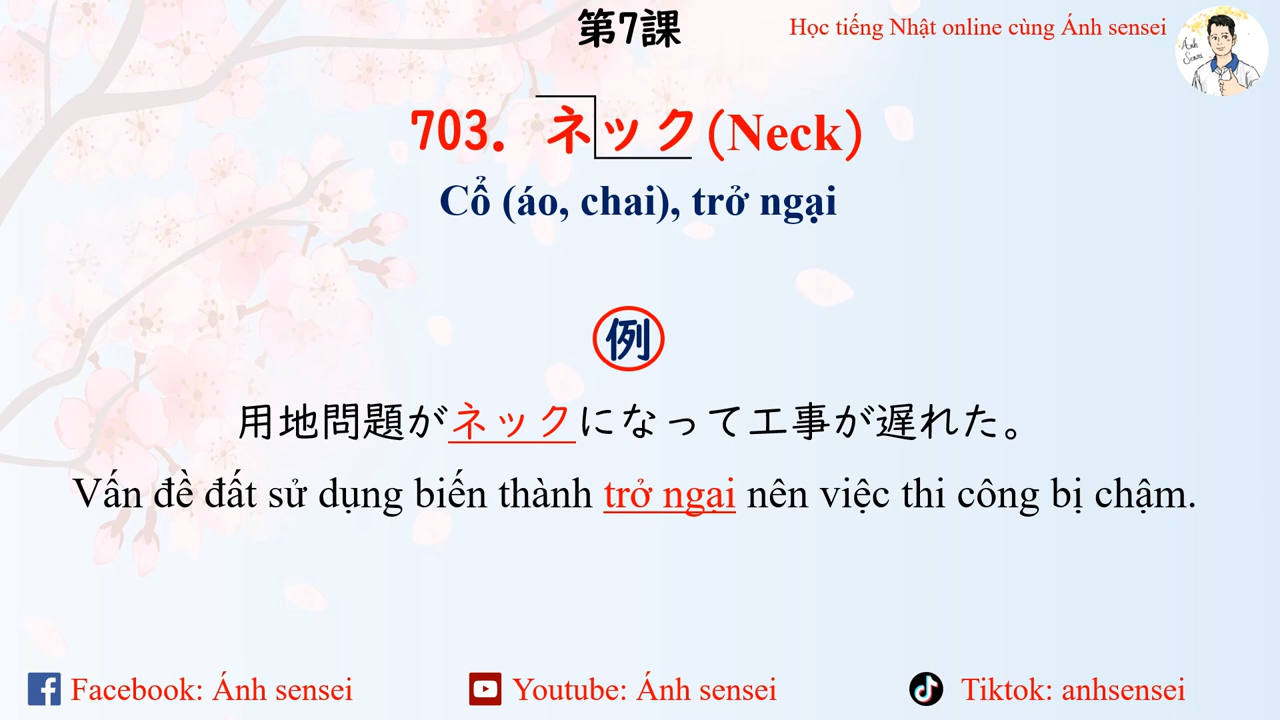 第7課
Học tiếng Nhật online cùng Ánh sensei
Ánh Sensei
703. ネック(Neck)
Cổ (áo, chai), trở ngại
例
用地問題がネックになって工事が遅れた。
Vấn đề đất sử dụng biến thành trở ngại nên việc thi công bị chậm.
Facebook: Ánh sensei
Youtube: Ánh sensei
Tiktok: anhsensei